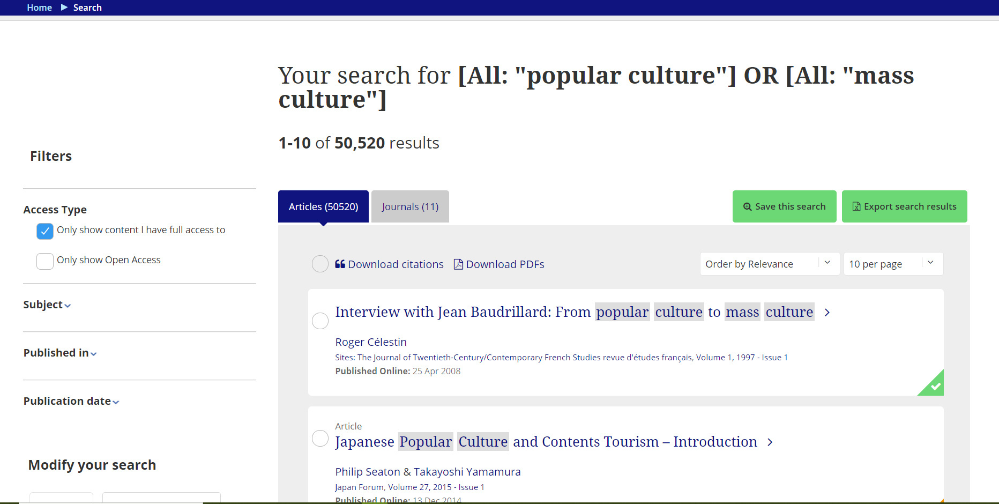 Home ▶ Search
Your search for [All: "popular culture"] OR [All: "mass
culture"]
1-10 of 50,520 results
Filters
Access Type
Only show content I have full access to
Only show Open Access
Subject
Published in
Publication date
Modify your search
Articles (50520)
Journals (11)
Save this search
Export search results
Download citations
Download PDFs
Order by Relevance
10 per page
Interview with Jean Baudrillard: From popular culture to mass culture
Roger Célestin
Sites: The Journal of Twentieth-Century/Contemporary French Studies revue d'études français, Volume 1, 1997 - Issue 1
Published Online: 25 Apr 2008
Article
Japanese Popular Culture and Contents Tourism – Introduction
Philip Seaton & Takayoshi Yamamura
Japan Forum, Volume 27, 2015 - Issue 1
Published Online: 13 Dec 2014